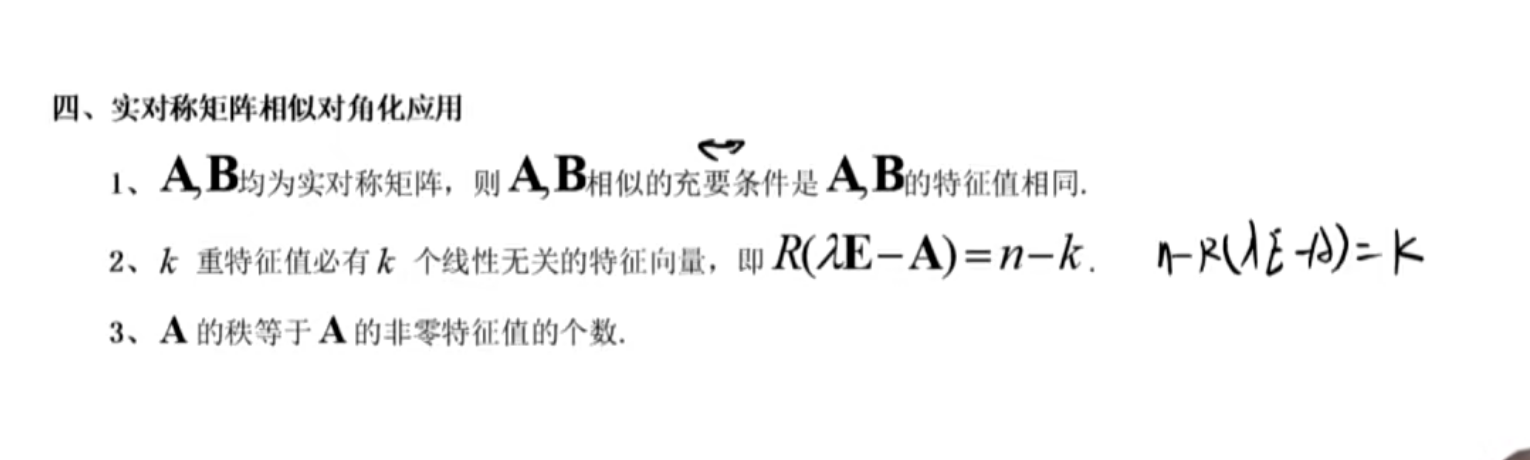 四、实对称矩阵相似对角化应用
1、A,B均为实对称矩阵，则A,B相似的充要条件是A,B的特征值相同.
2、k 重特征值必有k 个线性无关的特征向量，即R(λE−A)=n−k. n-R(λE-A)=K
3、A 的秩等于 A 的非零特征值的个数.